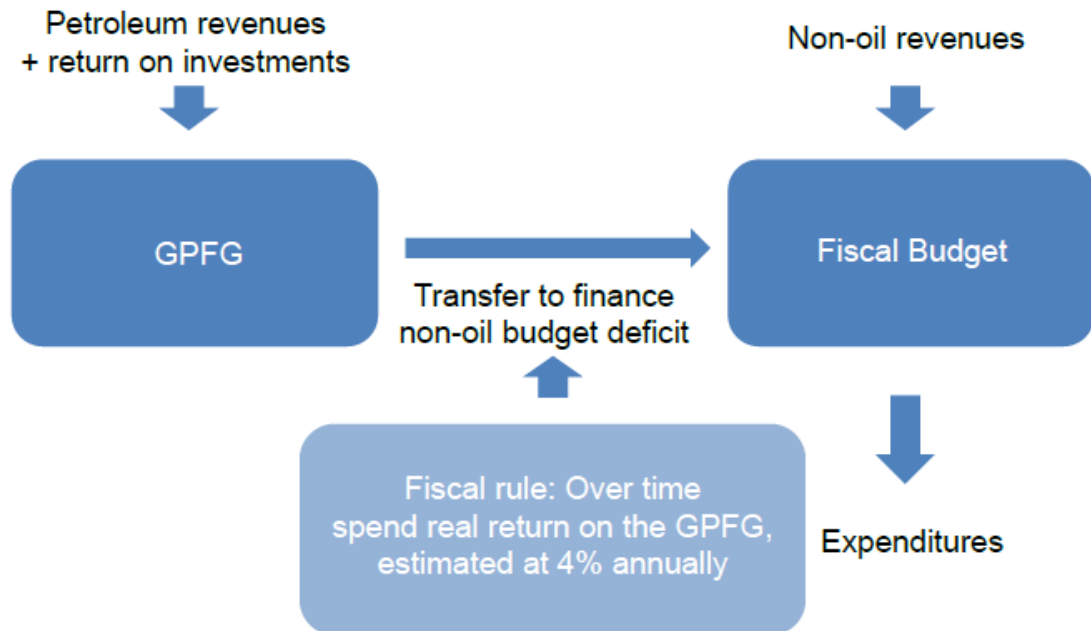 Petroleum revenues
+ return on investments
Non-oil revenues
GPFG
Fiscal Budget
Transfer to finance
non-oil budget deficit
Fiscal rule: Over time
spend real return on the GPFG,
estimated at 4% annually
Expenditures